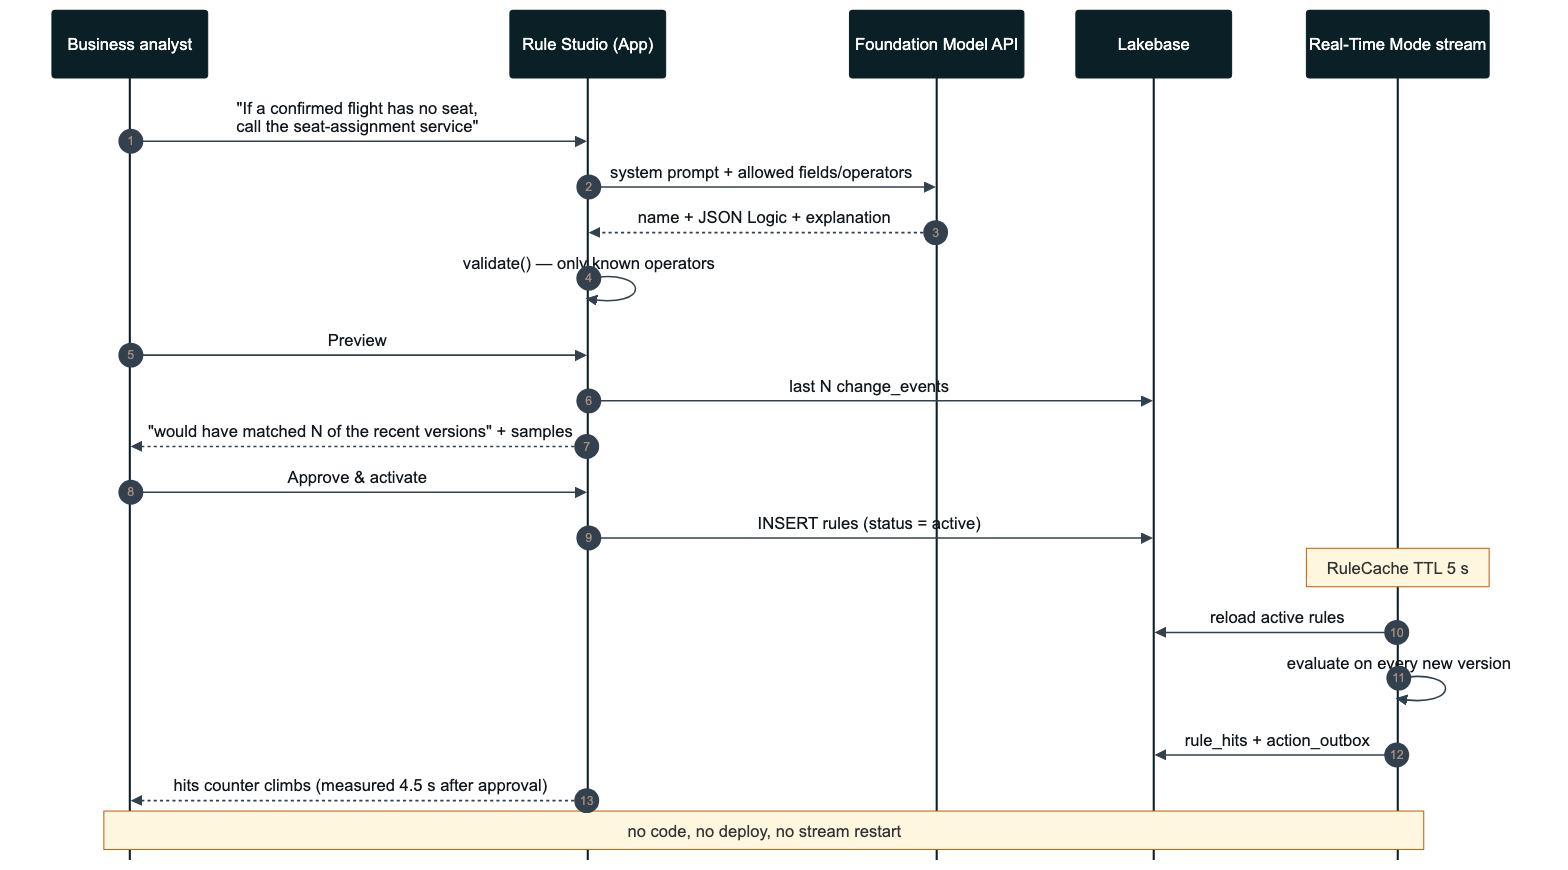 Business analyst
Rule Studio (App)
Foundation Model API
Lakebase
Real-Time Mode stream
"If a confirmed flight has no seat,
call the seat-assignment service"
1
system prompt + allowed fields/operators
2
name + JSON Logic + explanation
3
validate() — only known operators
4
Preview
5
last N change_events
6
"would have matched N of the recent versions" + samples
7
Approve & activate
8
INSERT rules (status = active)
9
RuleCache TTL 5 s
reload active rules
10
evaluate on every new version
11
rule_hits + action_outbox
12
hits counter climbs (measured 4.5 s after approval)
13
no code, no deploy, no stream restart